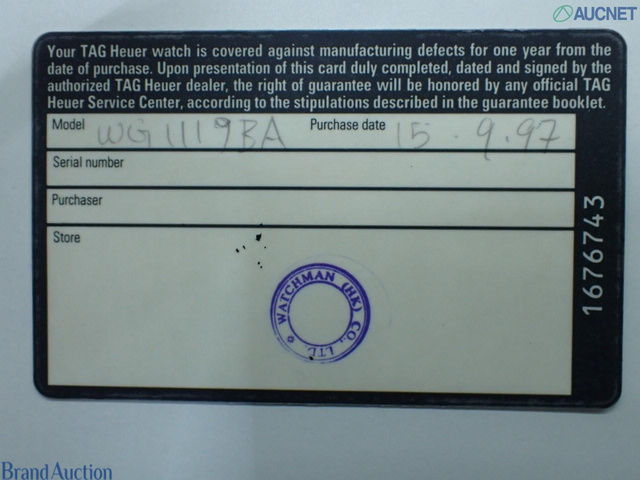 AUCNET
Your TAG Heuer watch is covered against manufacturing defects for one year from the
date of purchase. Upon presentation of this card duly completed, dated and signed by the
authorized TAG Heuer dealer, the right of guarantee will be honored by any official TAG
Heuer Service Center, according to the stipulations described in the guarantee booklet.
Model WG1119BA Purchase date 15.9.97
Serial number
Purchaser
Store
WATCHMAN (HK) CO., LTD.
1676743
BrandAuction